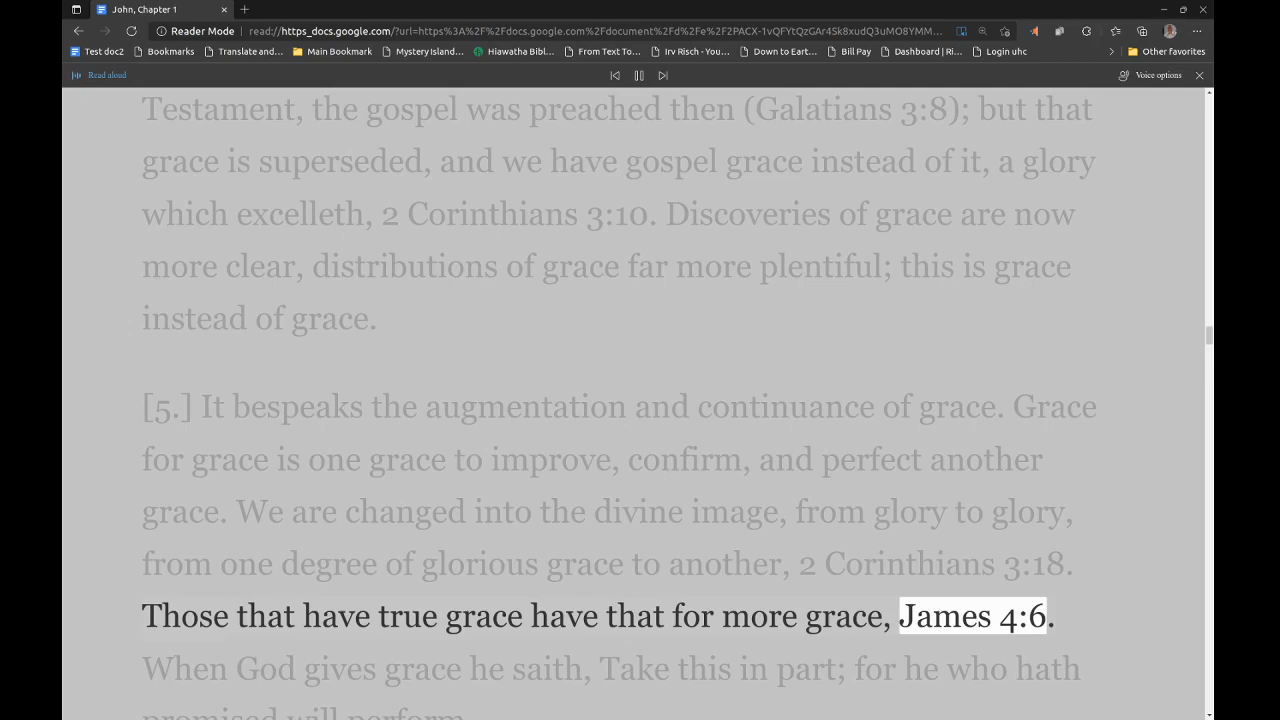 John, Chapter 1
Reader Mode read://https_docs.google.com/?url=https%3A%2F%2Fdocs.google.com%2Fdocument%2Fd%2Fe%2F2PACX-1vQFYtQzGAr4Sk8xudQ3uMO8YMM...
Test doc2 Bookmarks Translate and... Main Bookmark Mystery Island... Hiawatha Bibl... From Text To... Irv Risch - You... Down to Eart... Bill Pay Dashboard | Ri... Login uhc Other favorites
Read aloud Voice options
Testament, the gospel was preached then (Galatians 3:8); but that
grace is superseded, and we have gospel grace instead of it, a glory
which excelleth, 2 Corinthians 3:10. Discoveries of grace are now
more clear, distributions of grace far more plentiful; this is grace
instead of grace.
[5.] It bespeaks the augmentation and continuance of grace. Grace
for grace is one grace to improve, confirm, and perfect another
grace. We are changed into the divine image, from glory to glory,
from one degree of glorious grace to another, 2 Corinthians 3:18.
Those that have true grace have that for more grace, James 4:6.
When God gives grace he saith, Take this in part; for he who hath
promised will perform.